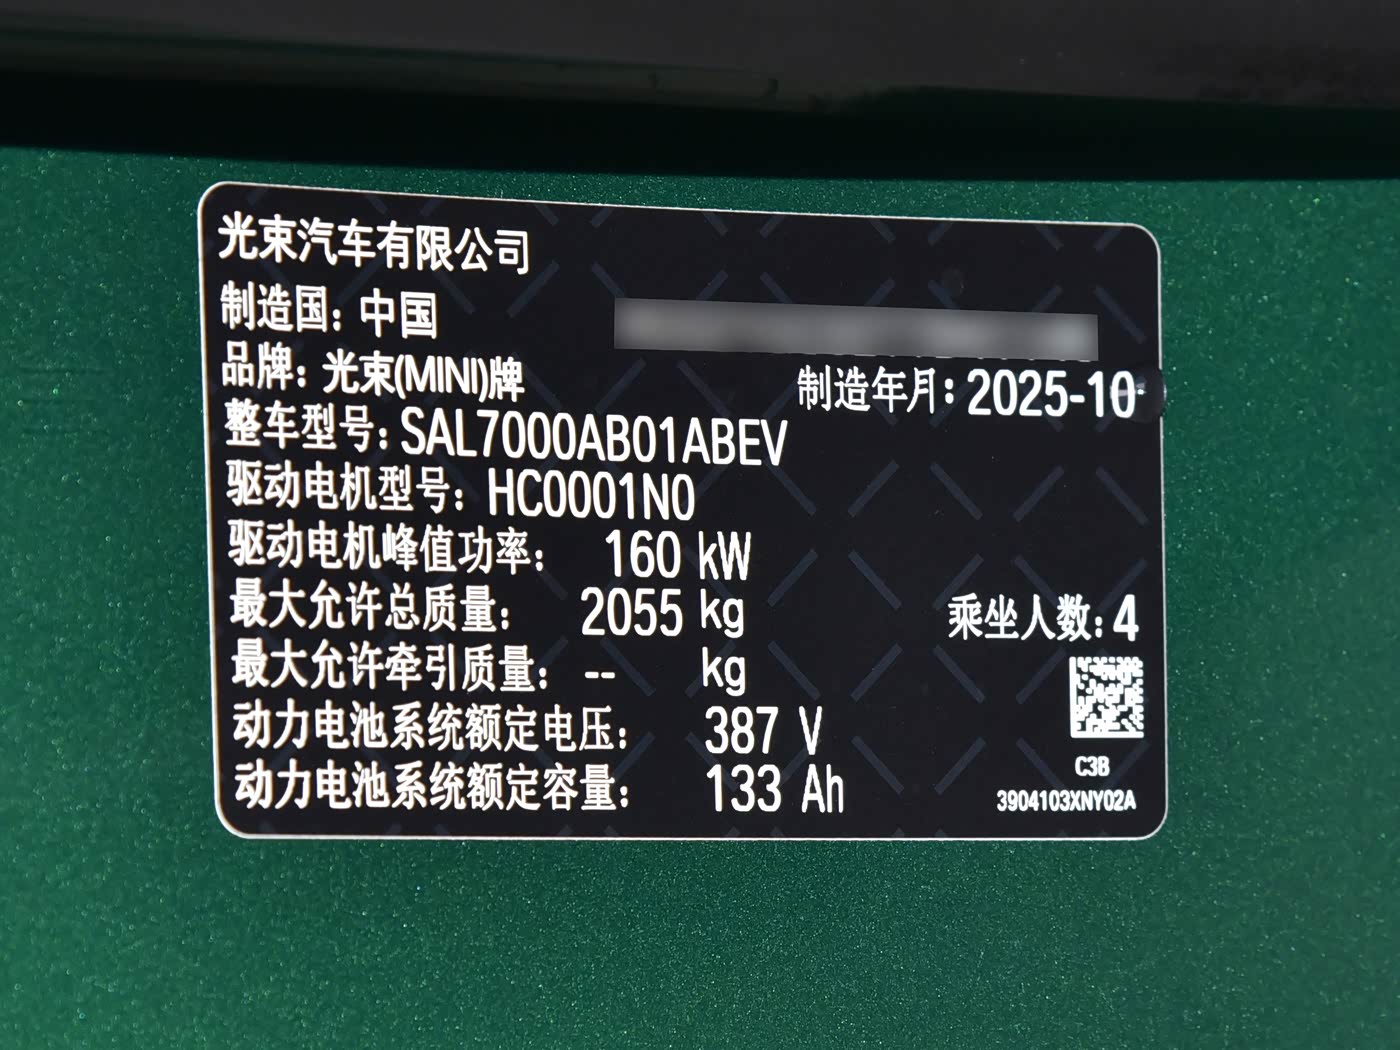 光束汽车有限公司
制造国：中国
品牌：光束(MINI)牌
制造年月：2025-10
整车型号：SAL7000AB01ABEV
驱动电机型号：HC0001N0
驱动电机峰值功率： 160 kW
最大允许总质量： 2055 kg
乘坐人数：4
最大允许牵引质量： -- kg
动力电池系统额定电压： 387 V
动力电池系统额定容量： 133 Ah
C3B
3904103XNY02A